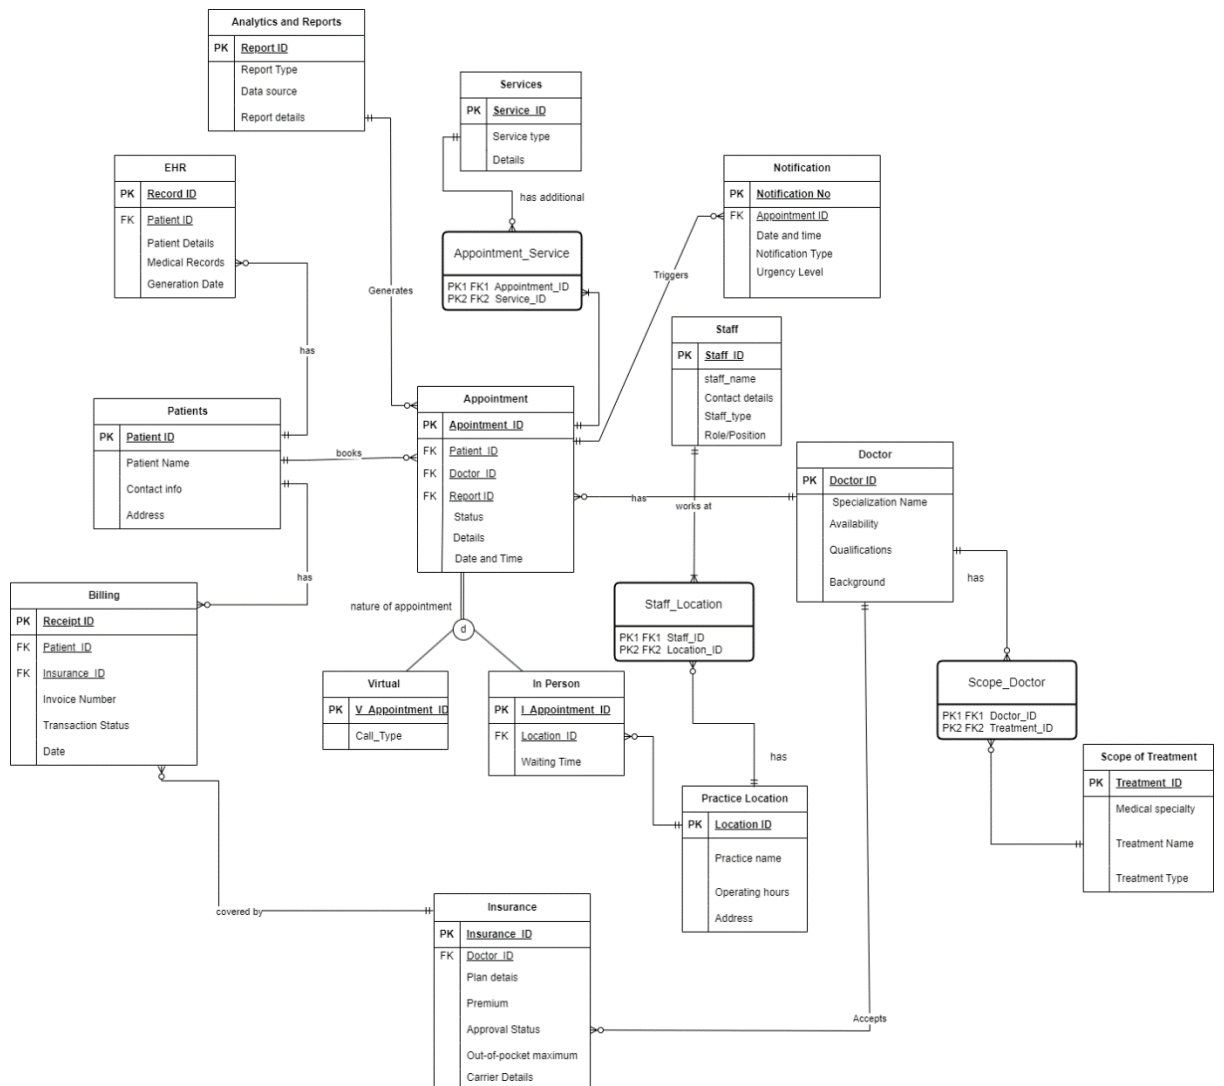 Analytics and Reports
PK Report ID
Report Type
Data source
Report details
Services
PK Service_ID
Service type
Details
EHR
PK Record ID
FK Patient ID
Patient Details
Medical Records
Generation Date
Notification
PK Notification No
FK Appointment ID
Date and time
Notification Type
Urgency Level
has additional
Appointment_Service
PK1 FK1 Appointment_ID
PK2 FK2 Service_ID
Triggers
Generates
has
Staff
PK Staff_ID
staff_name
Contact details
Staff_type
Role/Position
Patients
PK Patient ID
Patient Name
Contact info
Address
books
Appointment
PK Apointment_ID
FK Patient_ID
FK Doctor_ID
FK Report ID
Status
Details
Date and Time
has
works at
Doctor
PK Doctor ID
Specialization Name
Availability
Qualifications
Background
has
has
Billing
PK Receipt ID
FK Patient_ID
FK Insurance_ID
Invoice Number
Transaction Status
Date
nature of appointment
d
Staff_Location
PK1 FK1 Staff_ID
PK2 FK2 Location_ID
Virtual
PK V_Appointment_ID
Call_Type
In Person
PK I_Appointment_ID
FK Location_ID
Waiting Time
Scope_Doctor
PK1 FK1 Doctor_ID
PK2 FK2 Treatment_ID
has
Scope of Treatment
PK Treatment_ID
Medical specialty
Treatment Name
Treatment Type
Practice Location
PK Location ID
Practice name
Operating hours
Address
covered by
Insurance
PK Insurance_ID
FK Doctor_ID
Plan detais
Premium
Approval Status
Out-of-pocket maximum
Carrier Details
Accepts